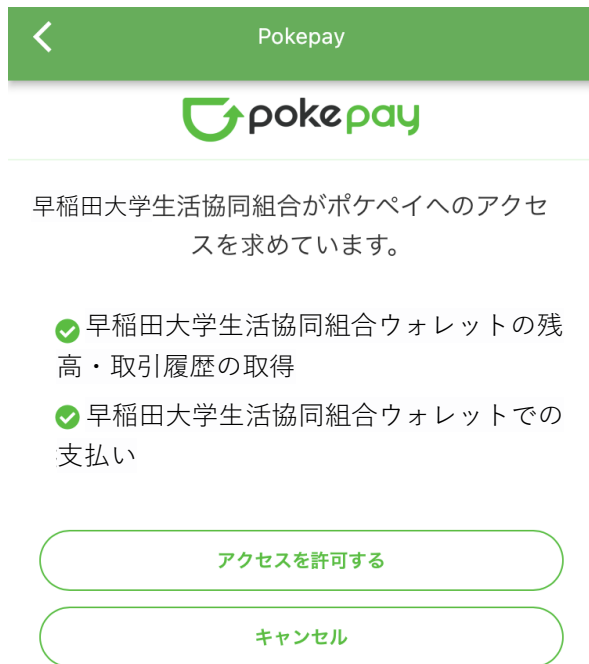 Pokepay
pokepay
早稲田大学生活協同組合がポケペイへのアクセ
スを求めています。
早稲田大学生活協同組合ウォレットの残
高・取引履歴の取得
早稲田大学生活協同組合ウォレットでの
支払い
アクセスを許可する
キャンセル